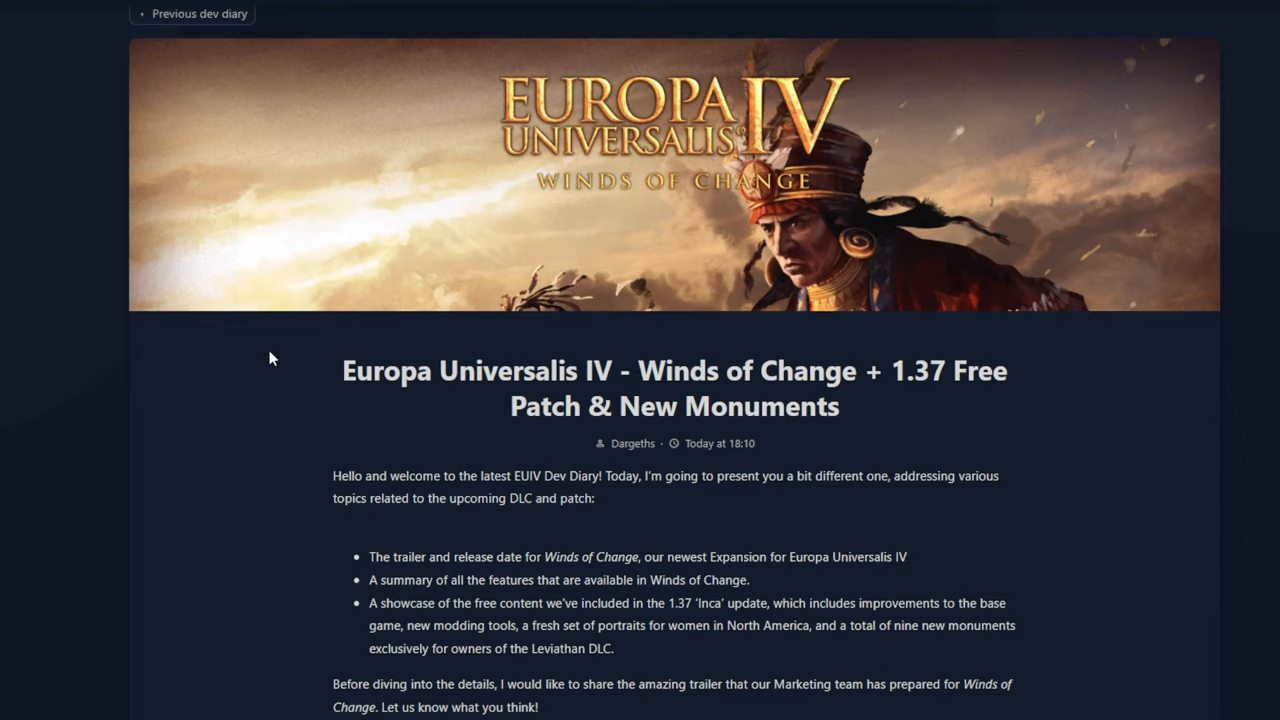 Previous dev diary
EUROPA IV
UNIVERSALIS
WINDS OF CHANGE
Europa Universalis IV - Winds of Change + 1.37 Free
Patch & New Monuments
Dargeths · Today at 18:10
Hello and welcome to the latest EUIV Dev Diary! Today, I'm going to present you a bit different one, addressing various
topics related to the upcoming DLC and patch:
• The trailer and release date for Winds of Change, our newest Expansion for Europa Universalis IV
• A summary of all the features that are available in Winds of Change.
• A showcase of the free content we've included in the 1.37 'Inca' update, which includes improvements to the base
game, new modding tools, a fresh set of portraits for women in North America, and a total of nine new monuments
exclusively for owners of the Leviathan DLC.
Before diving into the details, I would like to share the amazing trailer that our Marketing team has prepared for Winds of
Change. Let us know what you think!